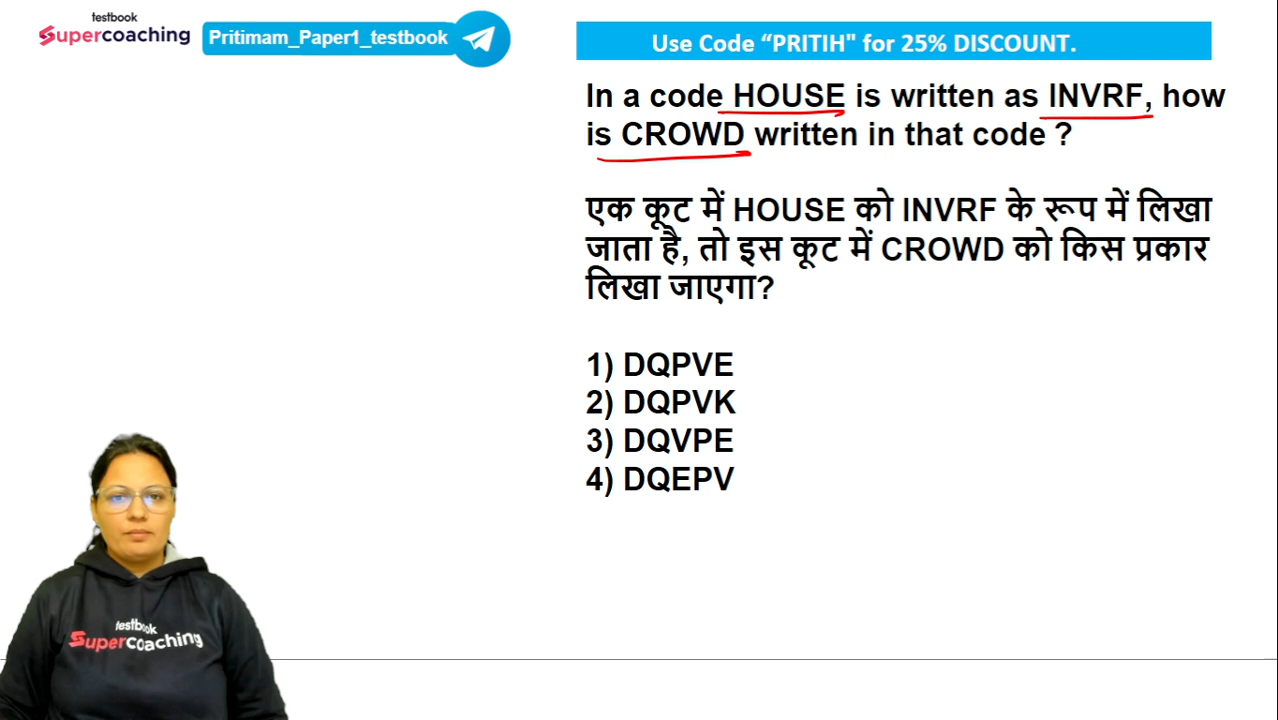 testbook
Supercoaching
Pritimam_Paper1_testbook
Use Code “PRITIH" for 25% DISCOUNT.
In a code HOUSE is written as INVRF, how
is CROWD written in that code ?
एक कूट में HOUSE को INVRF के रूप में लिखा
जाता है, तो इस कूट में CROWD को किस प्रकार
लिखा जाएगा?
1) DQPVE
2) DQPVK
3) DQVPE
4) DQEPV
testbook
Supercoaching